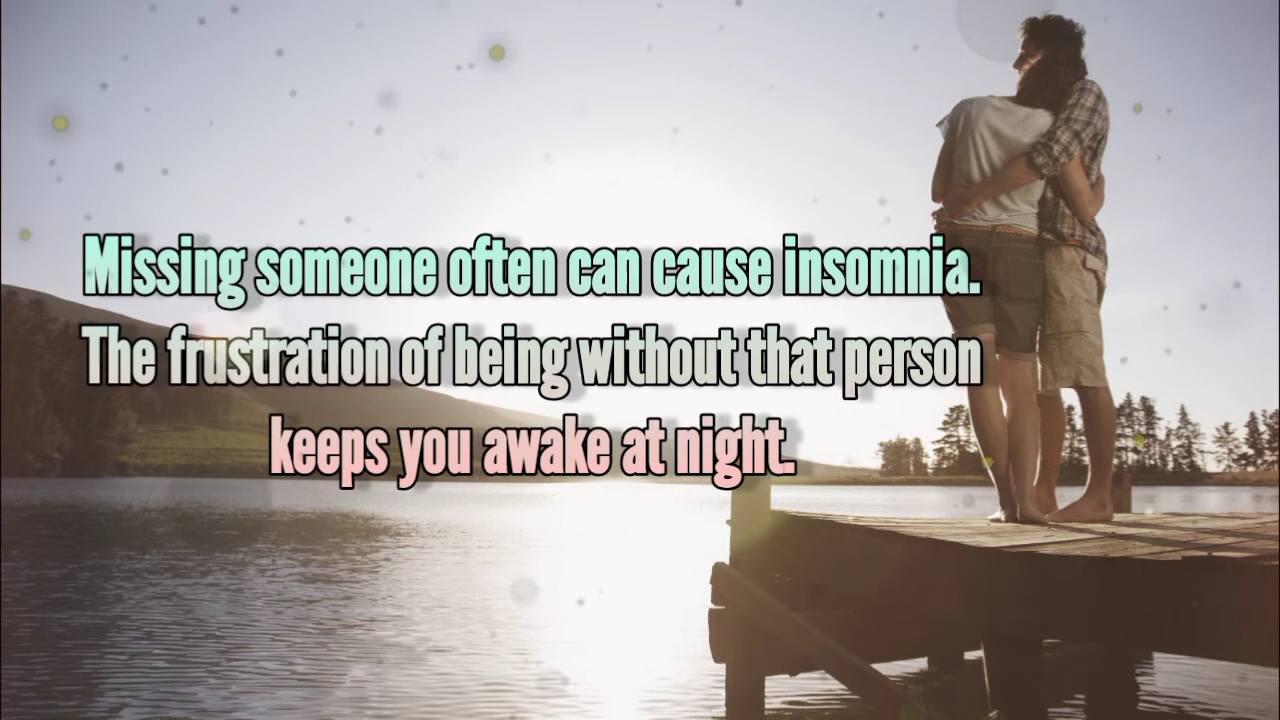 Missing someone often can cause insomnia.
The frustration of being without that person
keeps you awake at night.